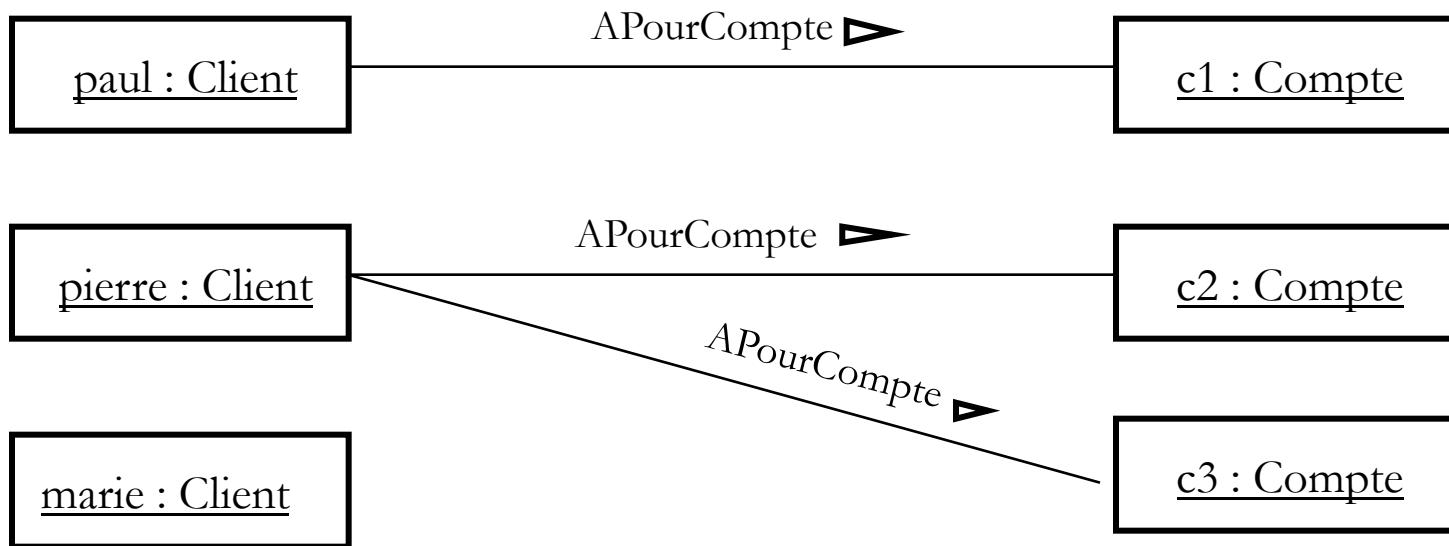 APourCompte
paul : Client
c1 : Compte
APourCompte
pierre : Client
c2 : Compte
APourCompte
marie : Client
c3 : Compte